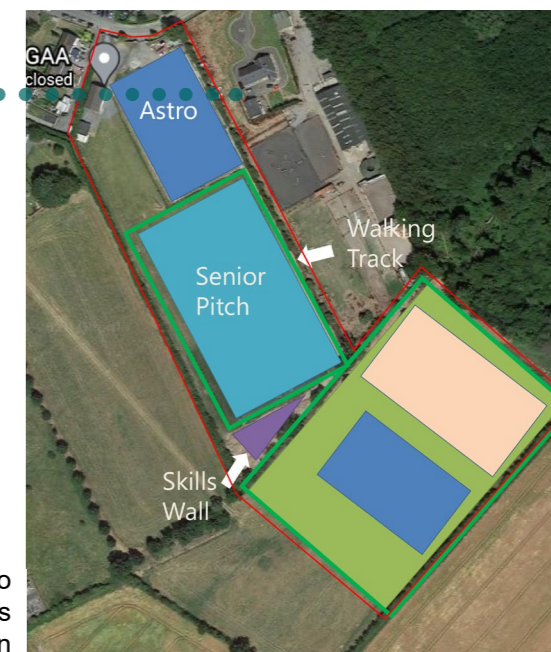 GAA
closed
Astro
Walking
Track
Senior
Pitch
Skills
Wall
o
s
n